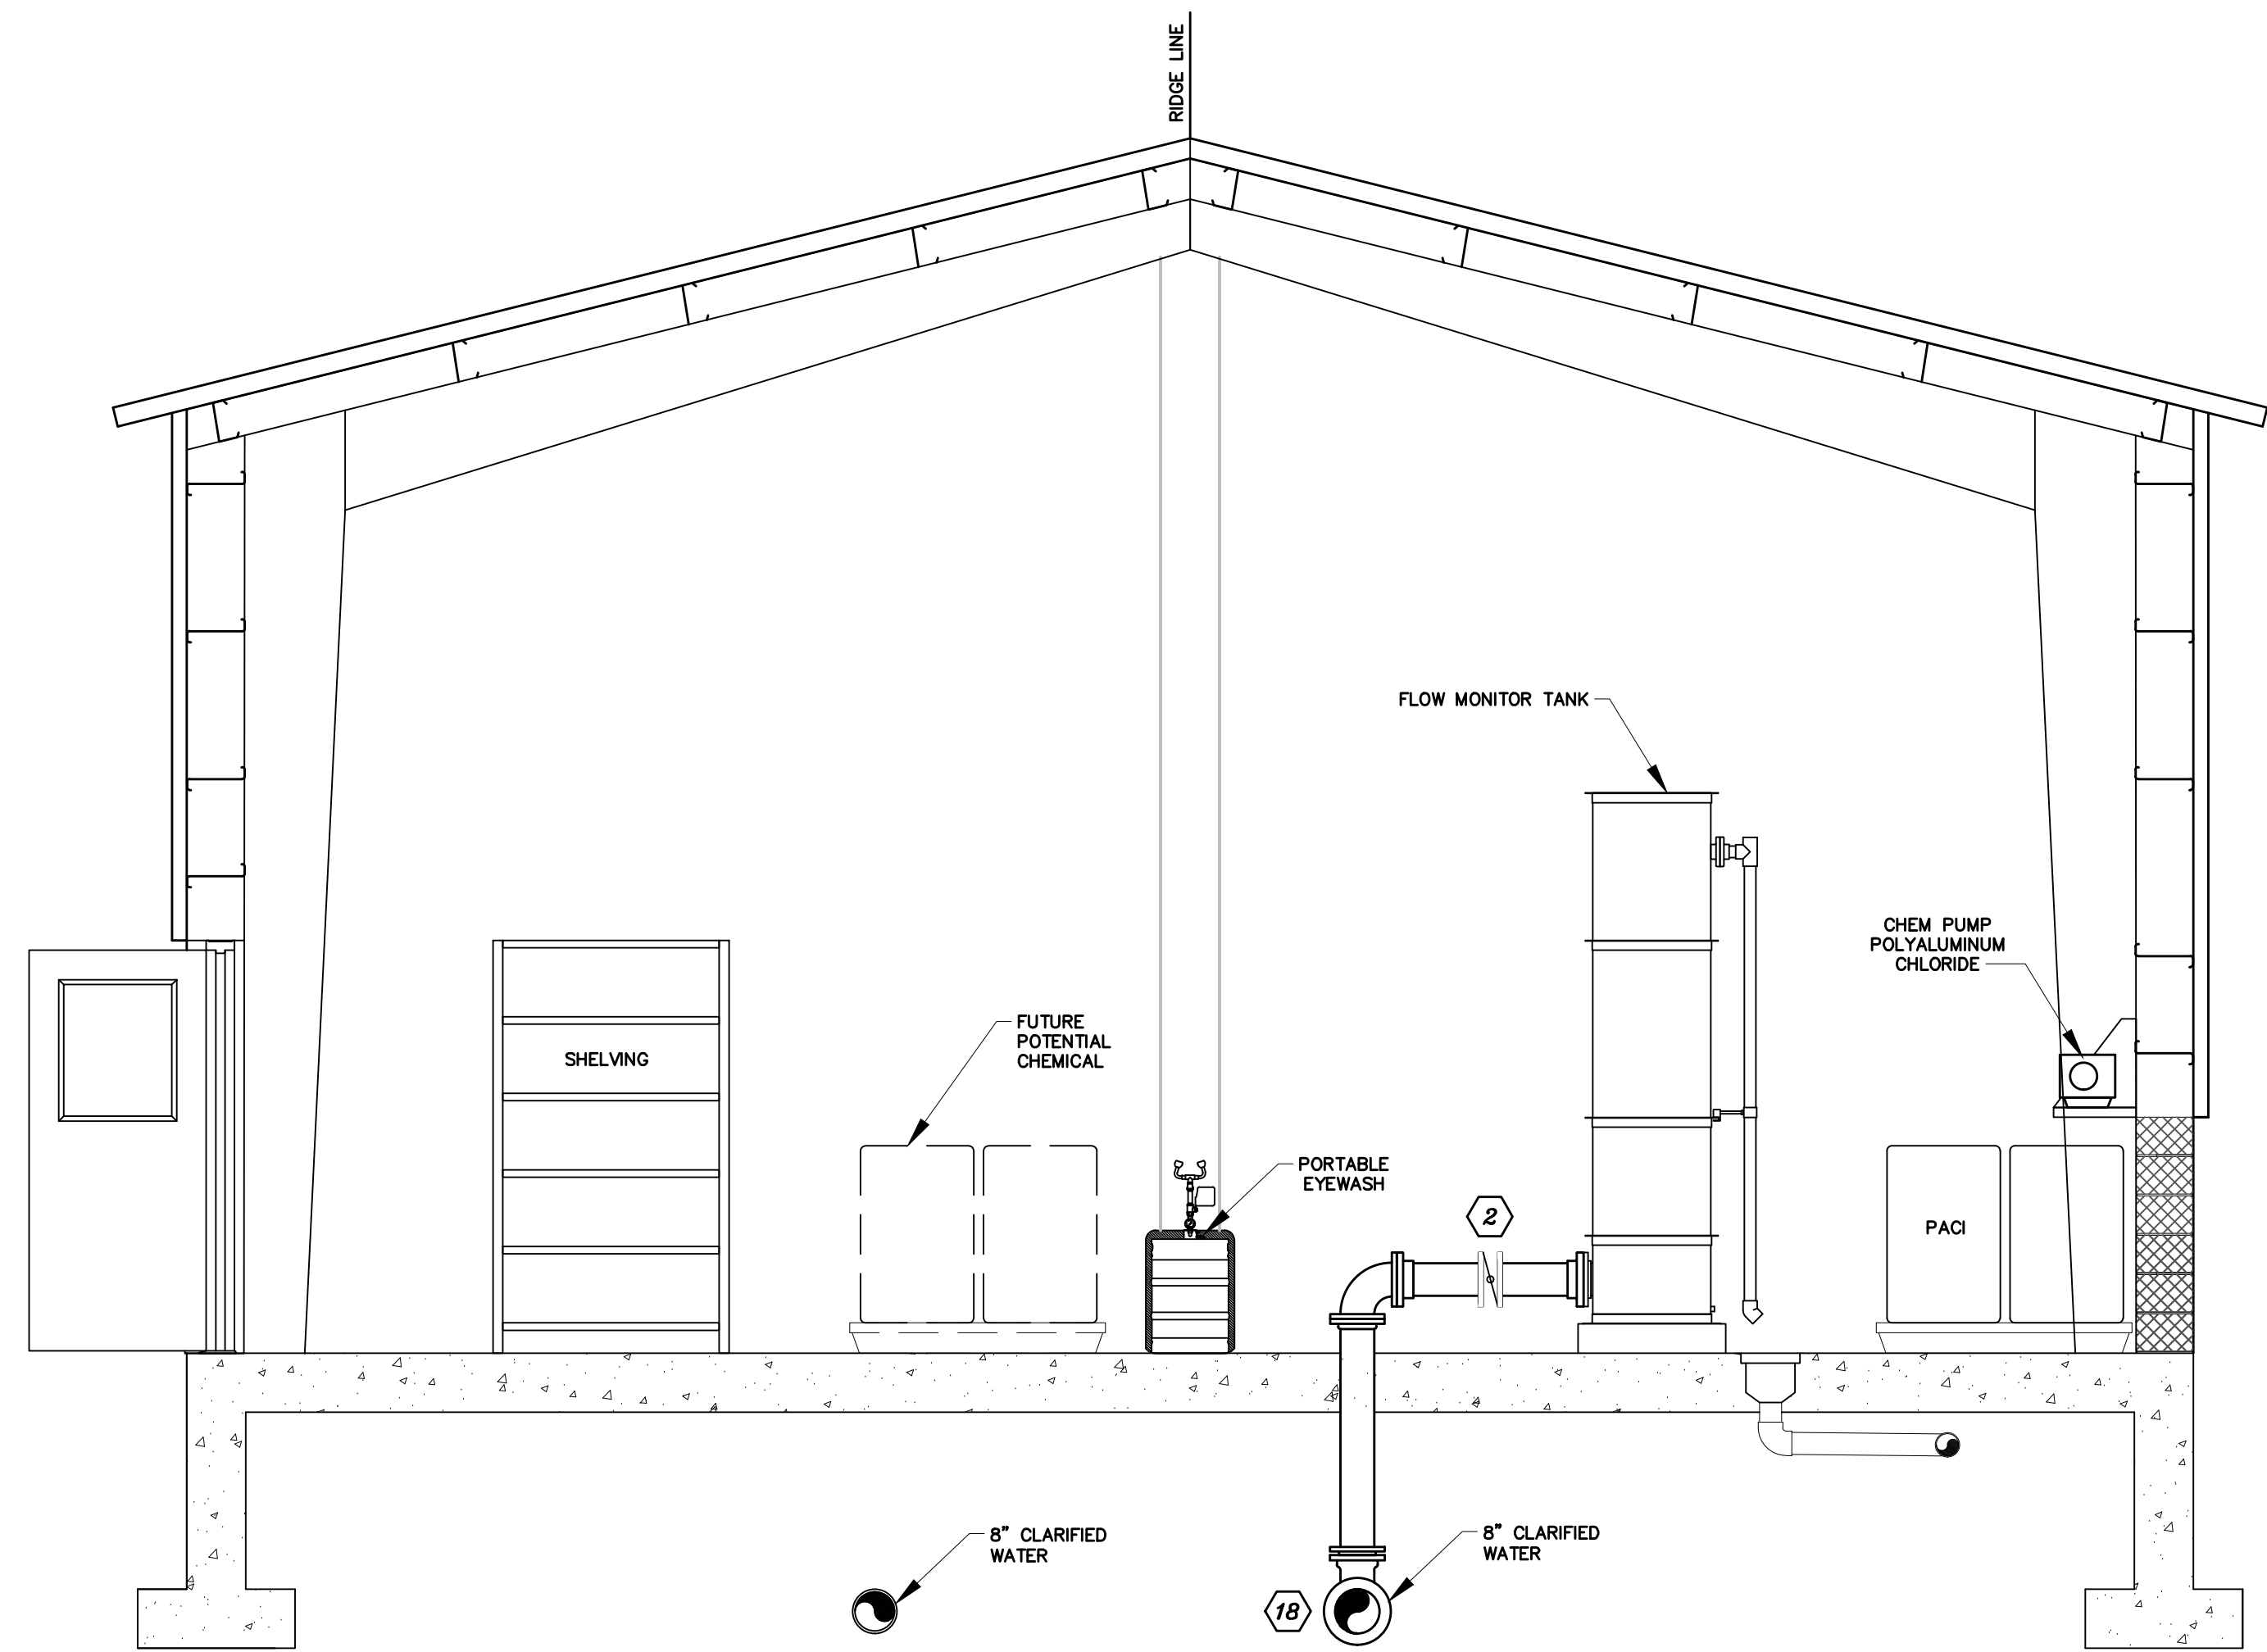 RIDGE LINE
FLOW MONITOR TANK
CHEM PUMP
POLYALUMINUM
CHLORIDE
FUTURE
POTENTIAL
CHEMICAL
SHELVING
PORTABLE
EYEWASH
2
PACl
8" CLARIFIED
WATER
8" CLARIFIED
WATER
18